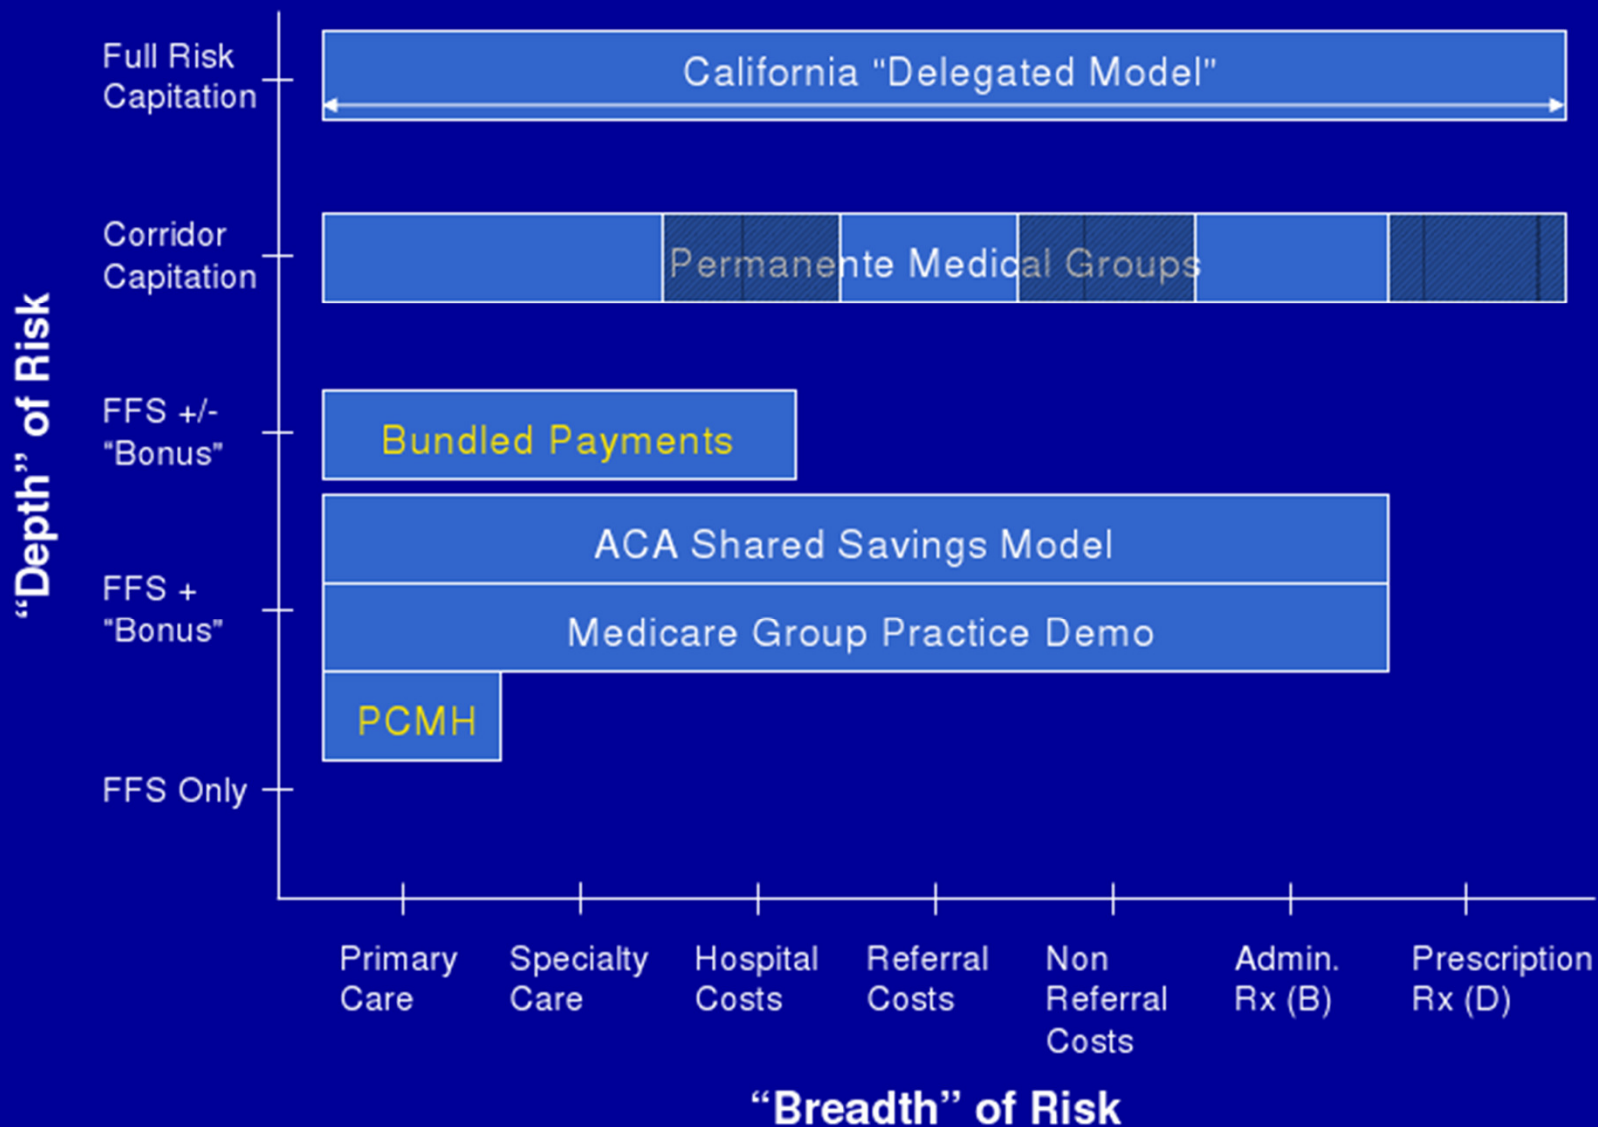 Full Risk
Capitation
California "Delegated Model"
Corridor
Capitation
Permanente Medical Groups
FFS +/-
"Bonus"
Bundled Payments
ACA Shared Savings Model
FFS +
"Bonus"
Medicare Group Practice Demo
PCMH
FFS Only
“Depth” of Risk
Primary
Care
Specialty
Care
Hospital
Costs
Referral
Costs
Non
Referral
Costs
Admin.
Rx (B)
Prescription
Rx (D)
“Breadth” of Risk